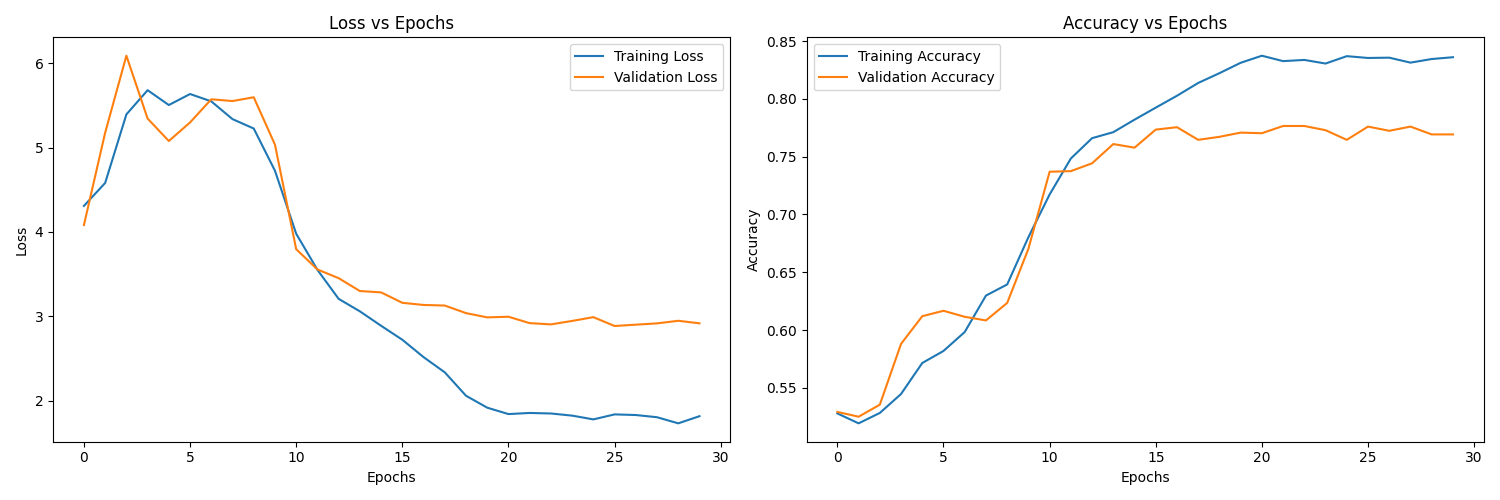 Loss vs Epochs
Training Loss
Validation Loss
6
5
4
3
2
Loss
0 5 10 15 20 25 30
Epochs
Accuracy vs Epochs
Training Accuracy
Validation Accuracy
0.85
0.80
0.75
0.70
0.65
0.60
0.55
Accuracy
0 5 10 15 20 25 30
Epochs